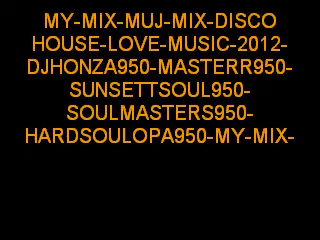 MY-MIX-MUJ-MIX-DISCO
HOUSE-LOVE-MUSIC-2012-
DJHONZA950-MASTERR950-
SUNSETTSOUL950-
SOULMASTERS950-
HARDSOULOPA950-MY-MIX-